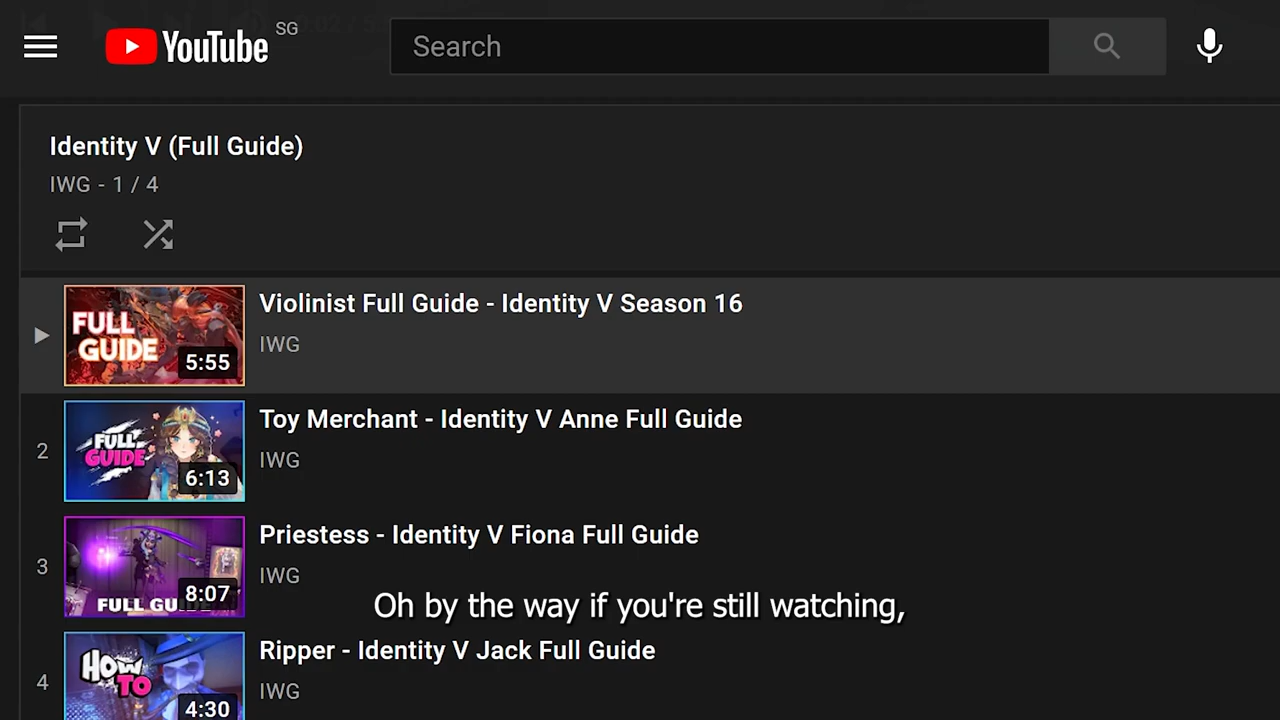 YouTube SG
Search
Identity V (Full Guide)
IWG - 1 / 4
FULL
GUIDE
5:55
Violinist Full Guide - Identity V Season 16
IWG
2
FULL
GUIDE
6:13
Toy Merchant - Identity V Anne Full Guide
IWG
3
FULL GU
8:07
Priestess - Identity V Fiona Full Guide
IWG
Oh by the way if you're still watching,
4
HOW
TO
4:30
Ripper - Identity V Jack Full Guide
IWG